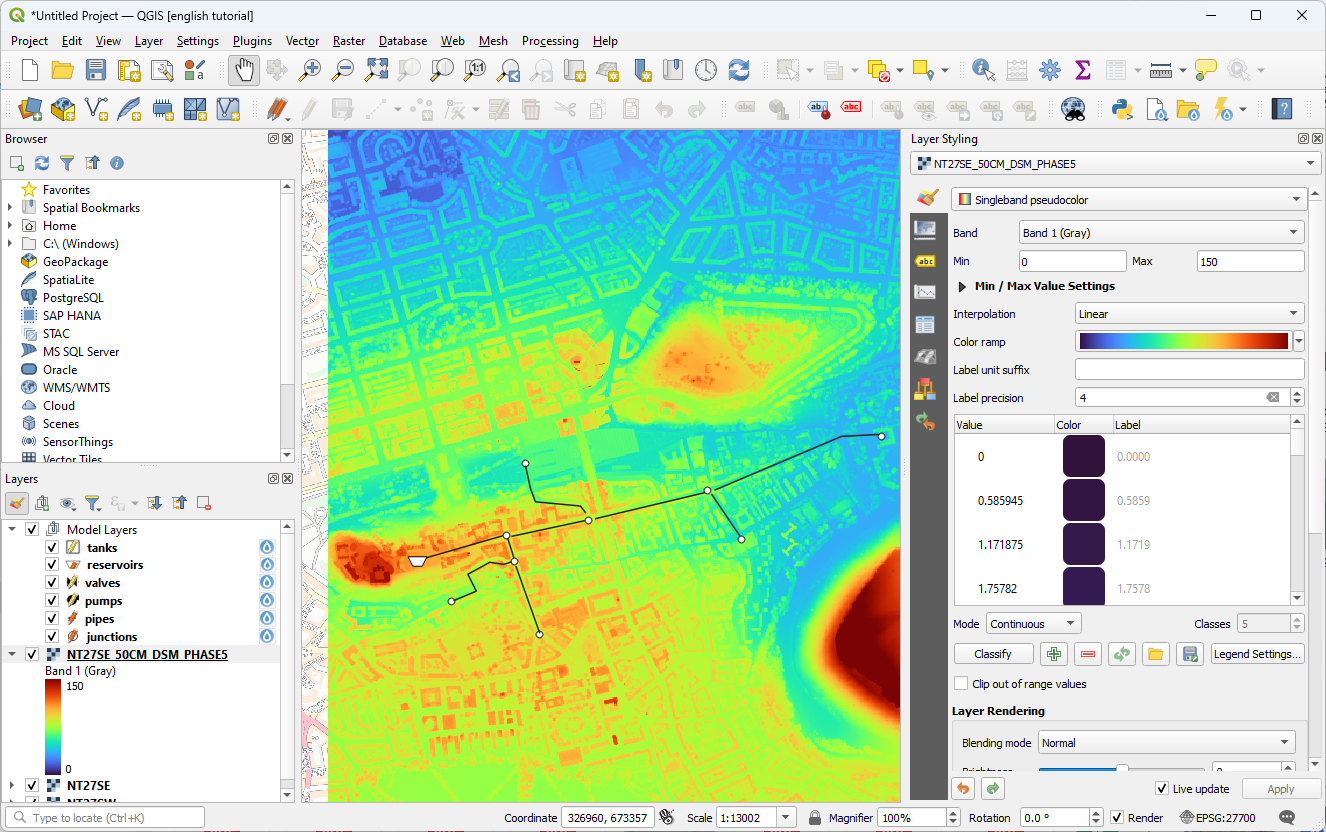 *Untitled Project — QGIS [english tutorial]
Project Edit View Layer Settings Plugins Vector Raster Database Web Mesh Processing Help
1:1
abc abc abc
Browser
Favorites
Spatial Bookmarks
Home
C:\ (Windows)
GeoPackage
SpatiaLite
PostgreSQL
SAP HANA
STAC
MS SQL Server
Oracle
WMS/WMTS
Cloud
Scenes
SensorThings
Vector Tiles
Layers
Model Layers
tanks
reservoirs
valves
pumps
pipes
junctions
NT27SE_50CM_DSM_PHASE5
Band 1 (Gray)
150
0
NT27SE
NT27SW
Layer Styling
NT27SE_50CM_DSM_PHASE5
Singleband pseudocolor
abc
Band Band 1 (Gray)
Min 0 Max 150
Min / Max Value Settings
Interpolation Linear
Color ramp
Label unit suffix
Label precision 4
Value Color Label
0 0.0000
0.585945 0.5859
1.171875 1.1719
1.75782 1.7578
Mode Continuous Classes 5
Classify Legend Settings...
Clip out of range values
Layer Rendering
Blending mode Normal
Brightness 0
Live update Apply
Type to locate (Ctrl+K) Coordinate 326960, 673357 Scale 1:13002 Magnifier 100% Rotation 0.0 ° Render EPSG:27700